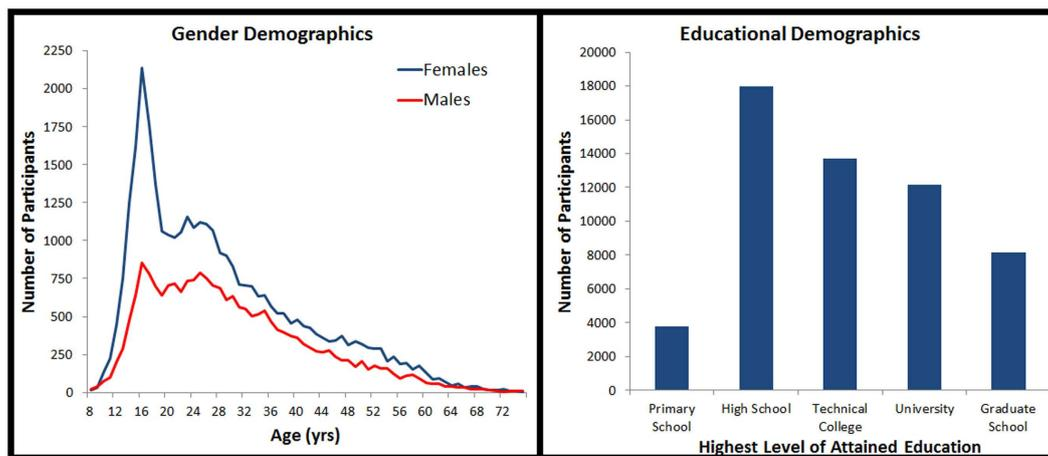 Gender Demographics
Number of Participants
2250
2000
1750
1500
1250
1000
750
500
250
0
Females
Males
8 12 16 20 24 28 32 36 40 44 48 52 56 60 64 68 72
Age (yrs)
Educational Demographics
Number of Participants
20000
18000
16000
14000
12000
10000
8000
6000
4000
2000
0
Primary School
High School
Technical College
University
Graduate School
Highest Level of Attained Education